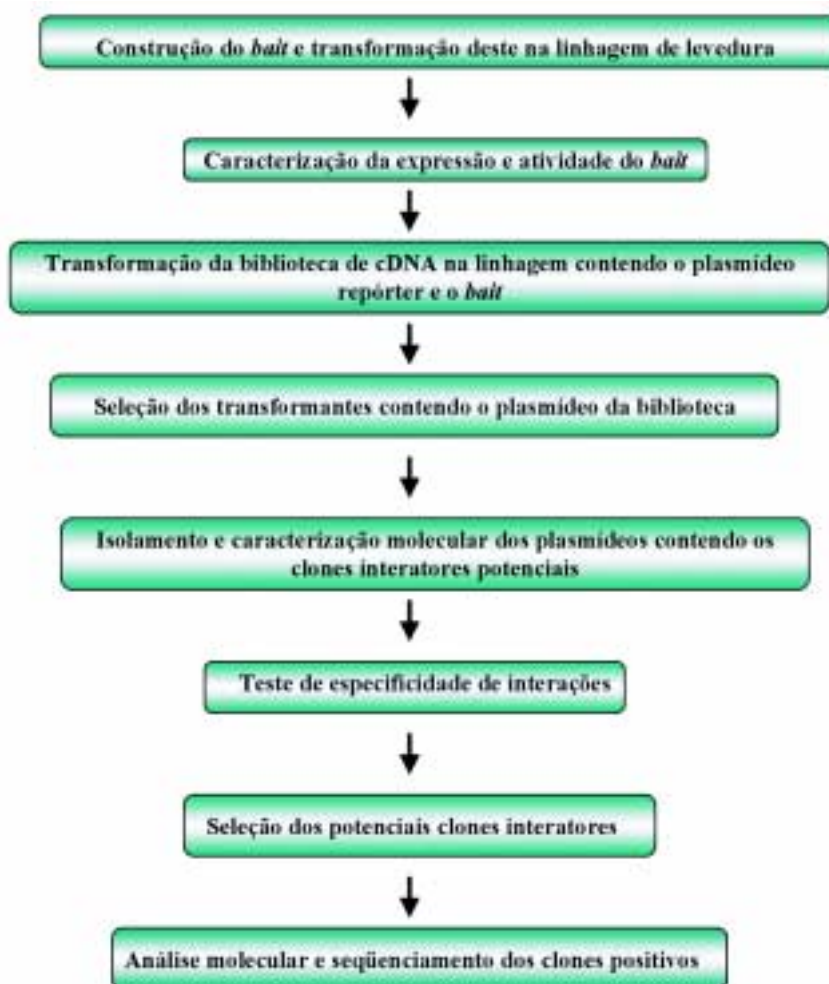 Construção do bait e transformação deste na linhagem de levedura
Caracterização da expressão e atividade do bait
Transformação da biblioteca de cDNA na linhagem contendo o plasmídeo
repórter e o bait
Seleção dos transformantes contendo o plasmídeo da biblioteca
Isolamento e caracterização molecular dos plasmídeos contendo os
clones interatores potenciais
Teste de especificidade de interações
Seleção dos potenciais clones interatores
Análise molecular e seqüenciamento dos clones positivos